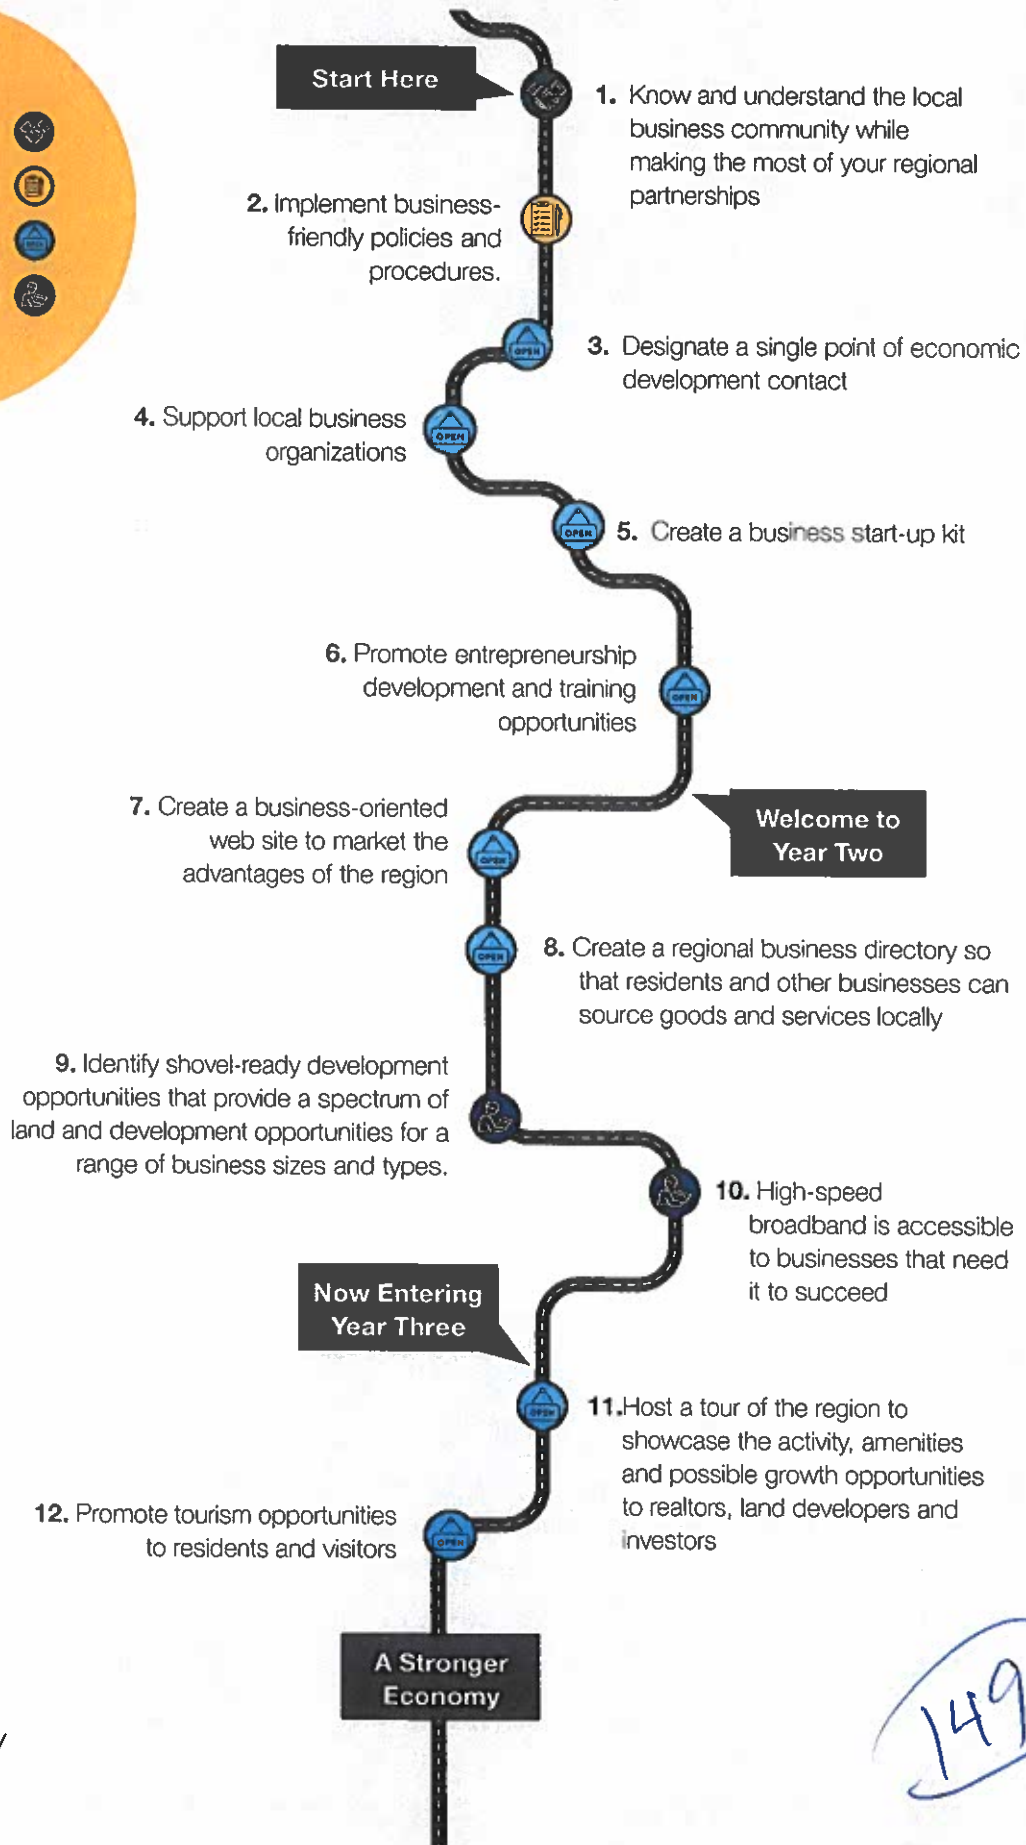 Start Here
1. Know and understand the local
business community while
making the most of your regional
partnerships
2. Implement business-
friendly policies and
procedures.
OPEN
3. Designate a single point of economic
development contact
4. Support local business
organizations
OPEN
OPEN
5. Create a business start-up kit
6. Promote entrepreneurship
development and training
opportunities
OPEN
Welcome to
Year Two
7. Create a business-oriented
web site to market the
advantages of the region
OPEN
8. Create a regional business directory so
that residents and other businesses can
source goods and services locally
OPEN
9. Identify shovel-ready development
opportunities that provide a spectrum of
land and development opportunities for a
range of business sizes and types.
10. High-speed
broadband is accessible
to businesses that need
it to succeed
Now Entering
Year Three
OPEN
11.Host a tour of the region to
showcase the activity, amenities
and possible growth opportunities
to realtors, land developers and
investors
12. Promote tourism opportunities
to residents and visitors
OPEN
A Stronger
Economy
149